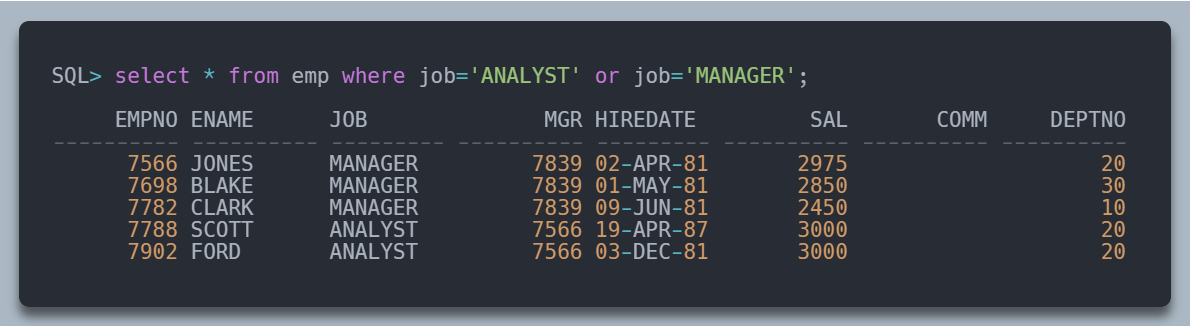 SQL> select * from emp where job='ANALYST' or job='MANAGER';
     EMPNO ENAME      JOB              MGR HIREDATE         SAL       COMM     DEPTNO
---------- ---------- --------- ---------- --------- ---------- ---------- ----------
      7566 JONES      MANAGER         7839 02-APR-81       2975                    20
      7698 BLAKE      MANAGER         7839 01-MAY-81       2850                    30
      7782 CLARK      MANAGER         7839 09-JUN-81       2450                    10
      7788 SCOTT      ANALYST         7566 19-APR-87       3000                    20
      7902 FORD       ANALYST         7566 03-DEC-81       3000                    20